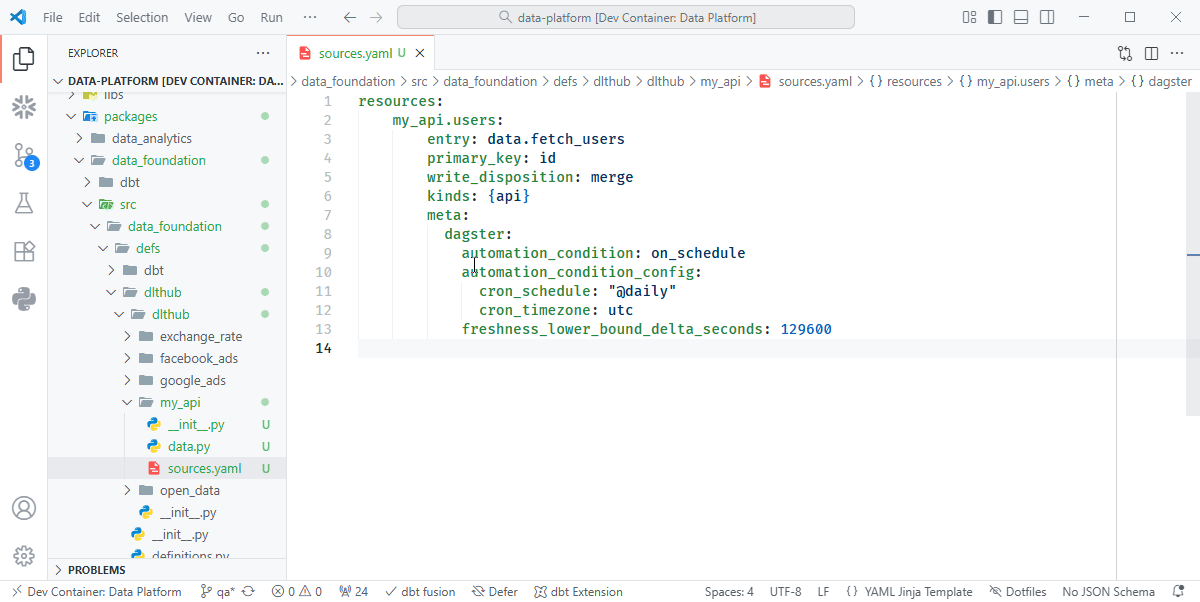 File Edit Selection View Go Run ··· data-platform [Dev Container: Data Platform]
EXPLORER ···
sources.yaml U
DATA-PLATFORM [DEV CONTAINER: DA...
data_foundation > src > data_foundation > defs > dlthub > dlthub > my_api > sources.yaml > {} resources > {} my_api.users > {} meta > {} dagster
libs
packages
data_analytics
data_foundation
dbt
src
data_foundation
defs
dbt
dlthub
dlthub
exchange_rate
facebook_ads
google_ads
my_api
__init__.py U
data.py U
sources.yaml U
open_data
__init__.py
__init__.py
definitions.py
PROBLEMS
3
1 resources:
2 my_api.users:
3 entry: data.fetch_users
4 primary_key: id
5 write_disposition: merge
6 kinds: {api}
7 meta:
8 dagster:
9 automation_condition: on_schedule
10 automation_condition_config:
11 cron_schedule: "@daily"
12 cron_timezone: utc
13 freshness_lower_bound_delta_seconds: 129600
14
Dev Container: Data Platform qa* 0 0 24 dbt fusion Defer dbt Extension Spaces: 4 UTF-8 LF {} YAML Jinja Template Dotfiles No JSON Schema